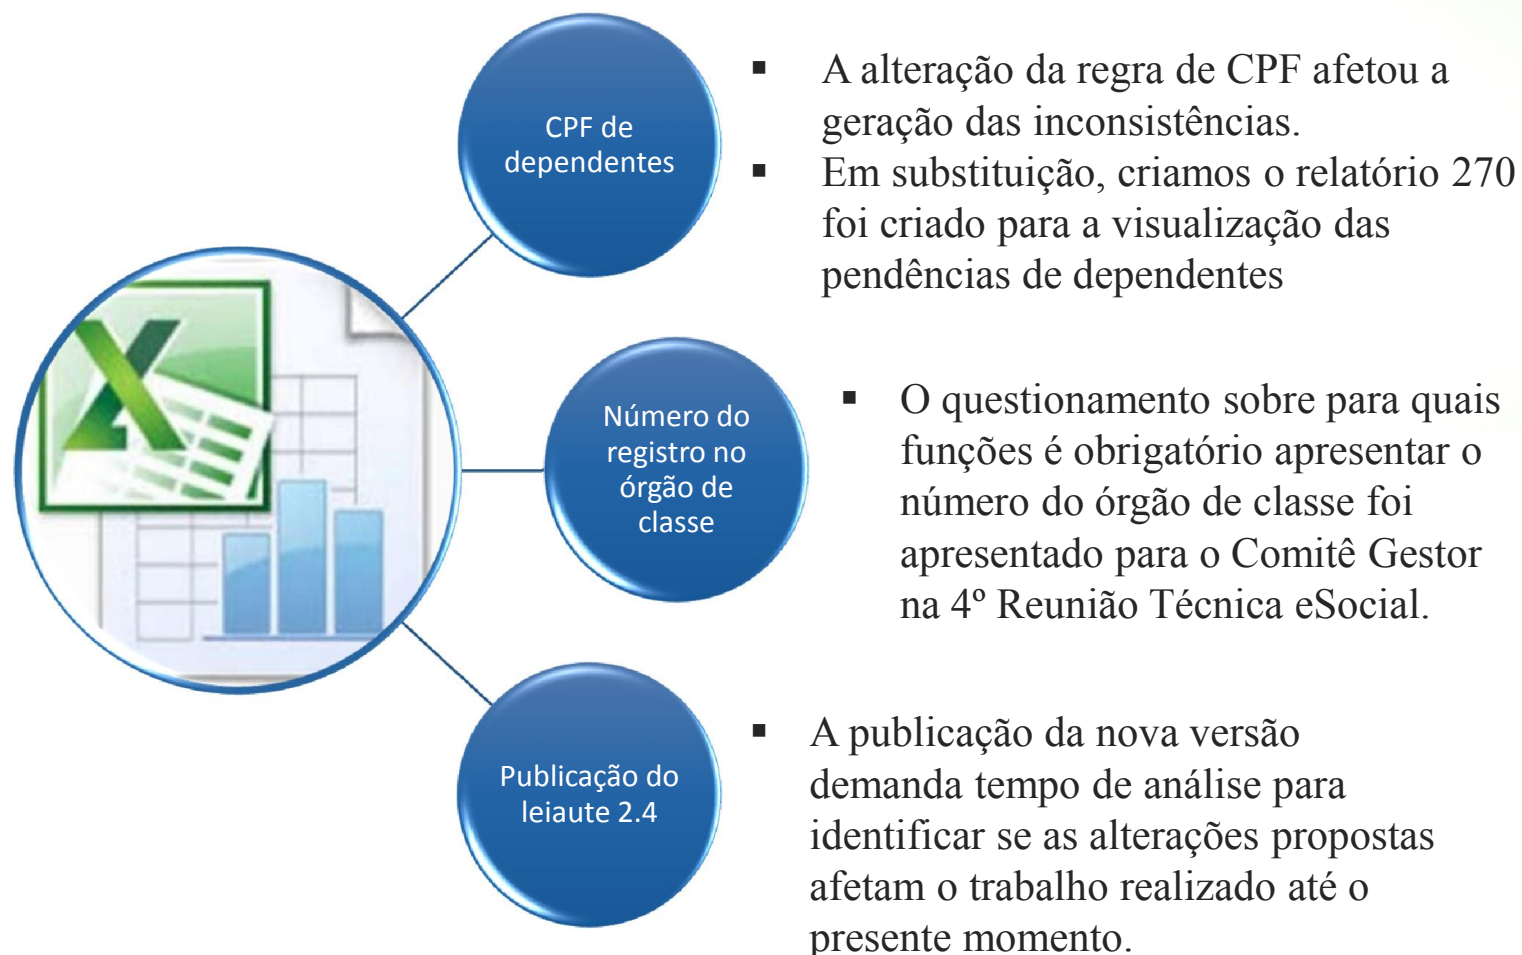 CPF de
dependentes
▪ A alteração da regra de CPF afetou a
geração das inconsistências.
▪ Em substituição, criamos o relatório 270
foi criado para a visualização das
pendências de dependentes
Número do
registro no
órgão de
classe
▪ O questionamento sobre para quais
funções é obrigatório apresentar o
número do órgão de classe foi
apresentado para o Comitê Gestor
na 4º Reunião Técnica eSocial.
Publicação do
leiaute 2.4
▪ A publicação da nova versão
demanda tempo de análise para
identificar se as alterações propostas
afetam o trabalho realizado até o
presente momento.